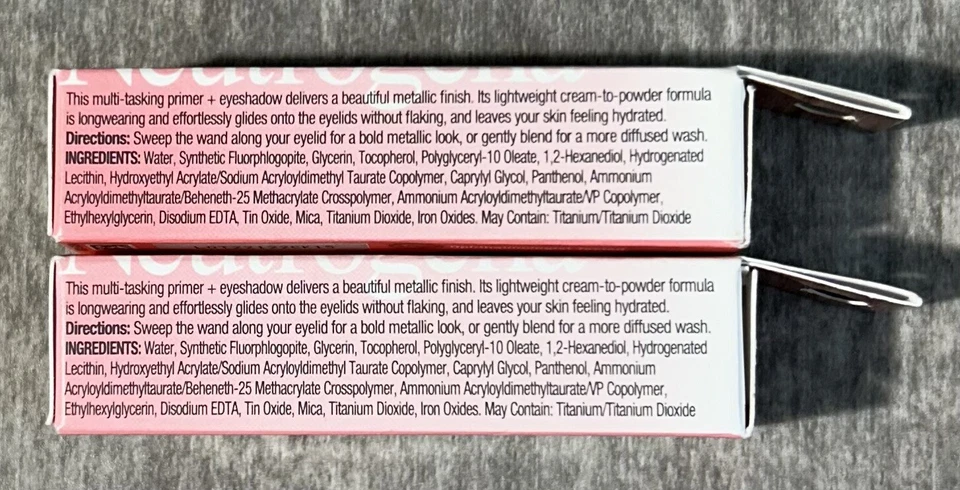 Neutrogena
This multi-tasking primer + eyeshadow delivers a beautiful metallic finish. Its lightweight cream-to-powder formula
is longwearing and effortlessly glides onto the eyelids without flaking, and leaves your skin feeling hydrated.
Directions: Sweep the wand along your eyelid for a bold metallic look, or gently blend for a more diffused wash.
INGREDIENTS: Water, Synthetic Fluorphlogopite, Glycerin, Tocopherol, Polyglyceryl-10 Oleate, 1,2-Hexanediol, Hydrogenated
Lecithin, Hydroxyethyl Acrylate/Sodium Acryloyldimethyl Taurate Copolymer, Caprylyl Glycol, Panthenol, Ammonium
Acryloyldimethyltaurate/Beheneth-25 Methacrylate Crosspolymer, Ammonium Acryloyldimethyltaurate/VP Copolymer,
Ethylhexylglycerin, Disodium EDTA, Tin Oxide, Mica, Titanium Dioxide, Iron Oxides. May Contain: Titanium/Titanium Dioxide
Neutrogena
This multi-tasking primer + eyeshadow delivers a beautiful metallic finish. Its lightweight cream-to-powder formula
is longwearing and effortlessly glides onto the eyelids without flaking, and leaves your skin feeling hydrated.
Directions: Sweep the wand along your eyelid for a bold metallic look, or gently blend for a more diffused wash.
INGREDIENTS: Water, Synthetic Fluorphlogopite, Glycerin, Tocopherol, Polyglyceryl-10 Oleate, 1,2-Hexanediol, Hydrogenated
Lecithin, Hydroxyethyl Acrylate/Sodium Acryloyldimethyl Taurate Copolymer, Caprylyl Glycol, Panthenol, Ammonium
Acryloyldimethyltaurate/Beheneth-25 Methacrylate Crosspolymer, Ammonium Acryloyldimethyltaurate/VP Copolymer,
Ethylhexylglycerin, Disodium EDTA, Tin Oxide, Mica, Titanium Dioxide, Iron Oxides. May Contain: Titanium/Titanium Dioxide